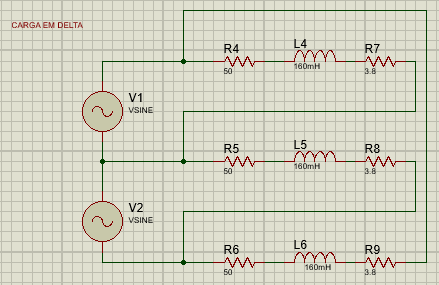 CARGA EM DELTA
R4 L4 R7
50 160mH 3.8
V1
VSINE
R5 L5 R8
50 160mH 3.8
V2
VSINE
R6 L6 R9
50 160mH 3.8